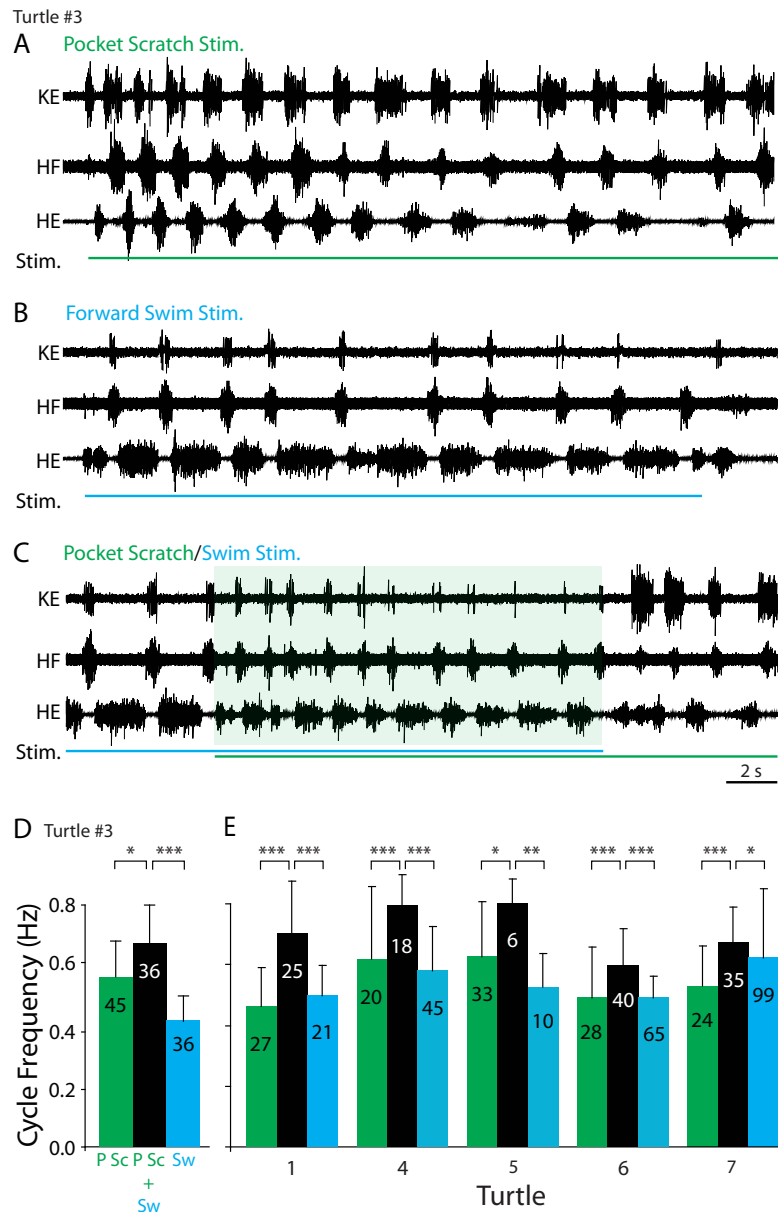 Turtle #3
A Pocket Scratch Stim.
KE
HF
HE
Stim.
B Forward Swim Stim.
KE
HF
HE
Stim.
C Pocket Scratch/Swim Stim.
KE
HF
HE
Stim.
2 s
D Turtle #3 E
* *** *** *** *** *** * ** *** *** *** *
Cycle Frequency (Hz)
0.8
0.6
0.4
0.2
0.0
45 36 36 27 25 21 20 18 45 33 6 10 28 40 65 24 35 99
P Sc P Sc Sw
+
Sw
1 4 5 6 7
Turtle